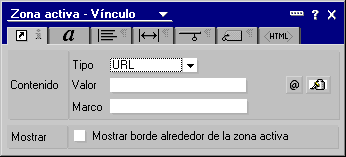 Zona activa - Vínculo
?
i a ¶ ¶ ¶ ¶ <HTML>
Tipo URL
Contenido Valor @
Marco
Mostrar Mostrar borde alrededor de la zona activa